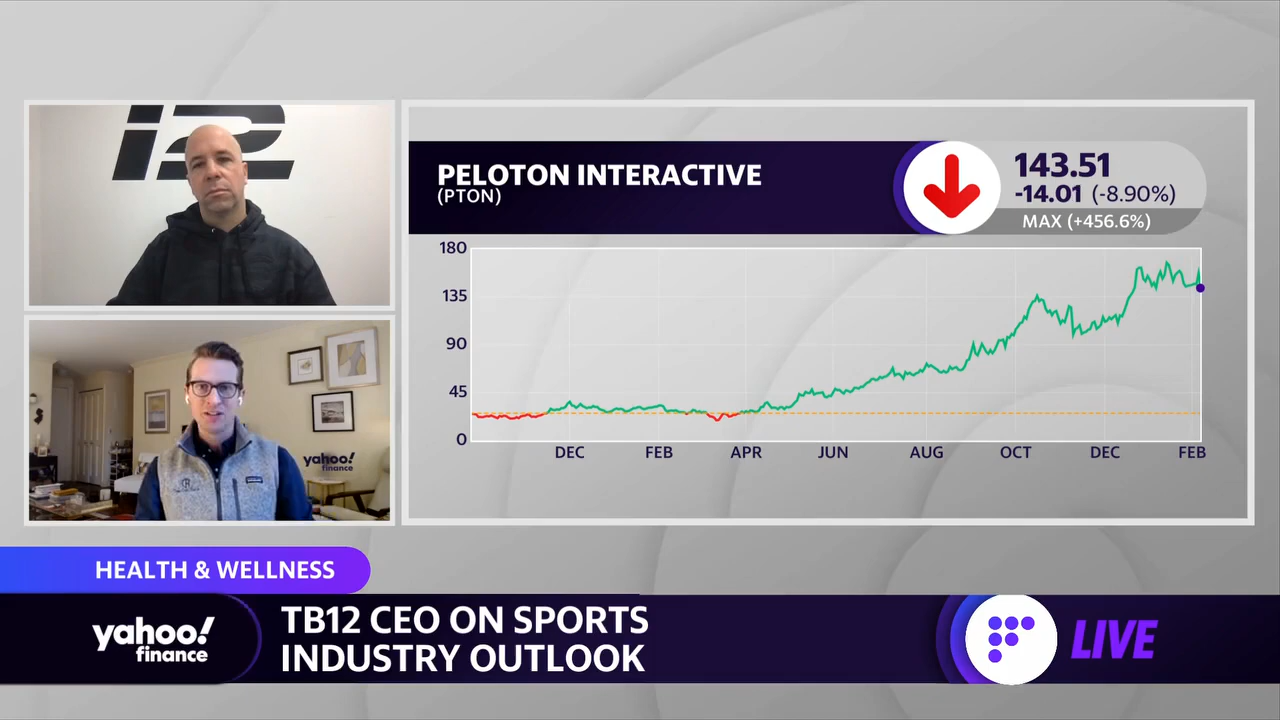 12
PELOTON INTERACTIVE
(PTON)
143.51
-14.01 (-8.90%)
MAX (+456.6%)
180
135
90
45
0
DEC
FEB
APR
JUN
AUG
OCT
DEC
FEB
yahoo!
finance
HEALTH & WELLNESS
yahoo!
finance
TB12 CEO ON SPORTS
INDUSTRY OUTLOOK
LIVE